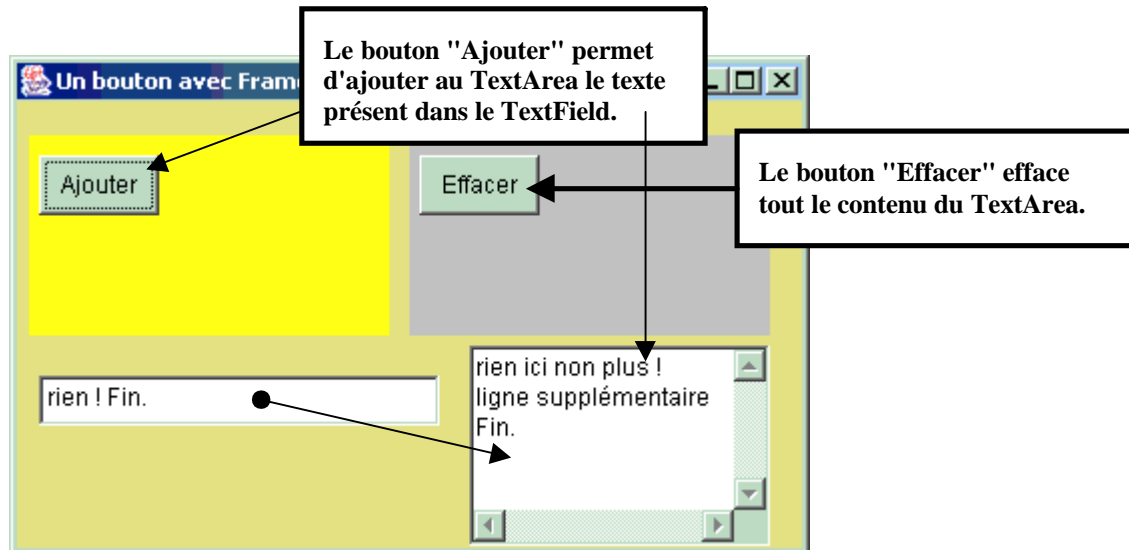 Le bouton "Ajouter" permet
d'ajouter au TextArea le texte
présent dans le TextField.
Un bouton avec Frame
Le bouton "Effacer" efface
tout le contenu du TextArea.
Ajouter
Effacer
rien ! Fin.
rien ici non plus !
ligne supplémentaire
Fin.